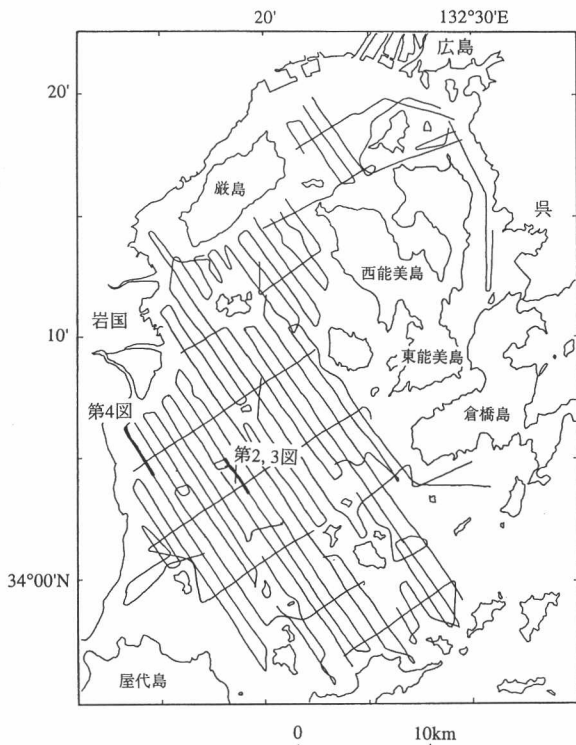 20'
132°30'E
広島
20'
厳島
呉
西能美島
10'
岩国
東能美島
倉橋島
第4図
第2, 3図
34°00'N
屋代島
0
10km